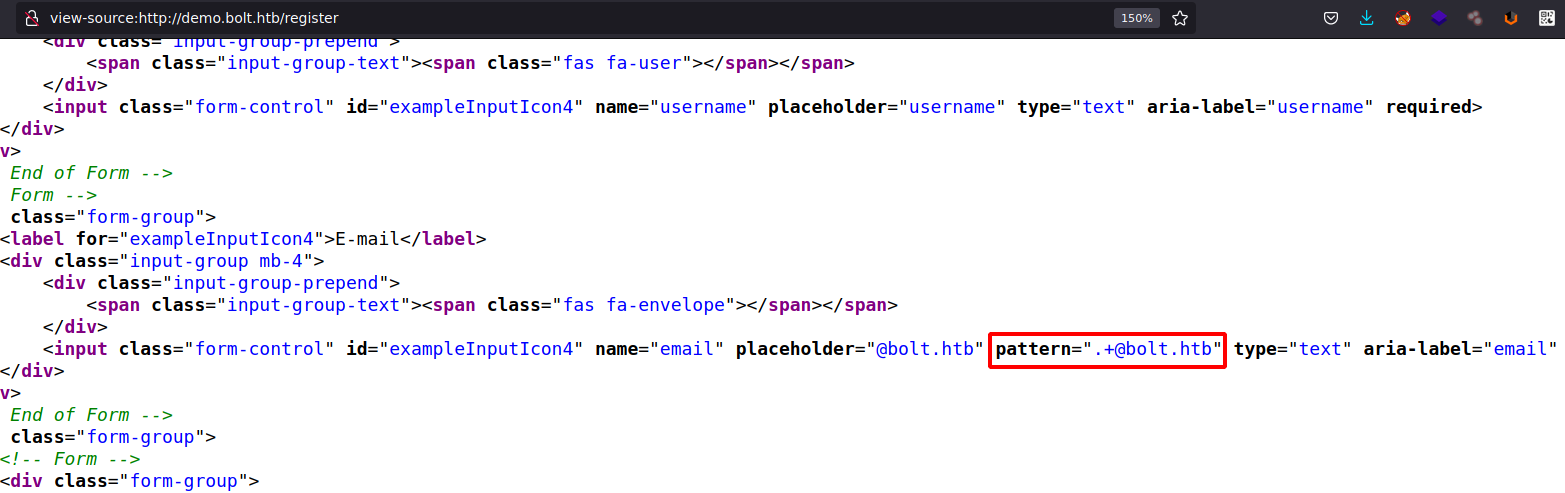 view-source:http://demo.bolt.htb/register 150%
<div class="input-group-prepend">
<span class="input-group-text"><span class="fas fa-user"></span></span>
</div>
<input class="form-control" id="exampleInputIcon4" name="username" placeholder="username" type="text" aria-label="username" required>
</div>
v>
End of Form -->
Form -->
class="form-group">
<label for="exampleInputIcon4">E-mail</label>
<div class="input-group mb-4">
<div class="input-group-prepend">
<span class="input-group-text"><span class="fas fa-envelope"></span></span>
</div>
<input class="form-control" id="exampleInputIcon4" name="email" placeholder="@bolt.htb" pattern=".+@bolt.htb" type="text" aria-label="email"
</div>
v>
End of Form -->
class="form-group">
<!-- Form -->
<div class="form-group">